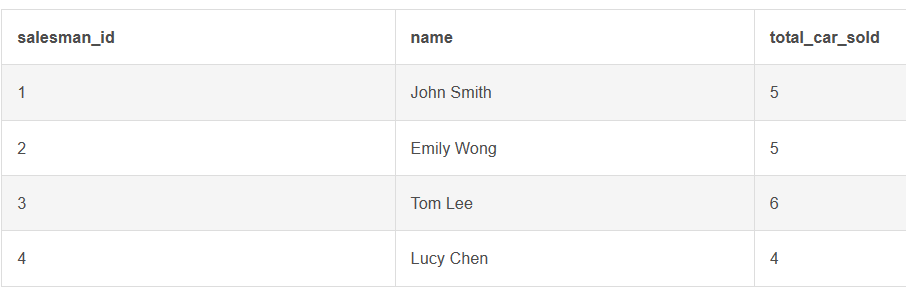 salesman_id name total_car_sold
1 John Smith 5
2 Emily Wong 5
3 Tom Lee 6
4 Lucy Chen 4